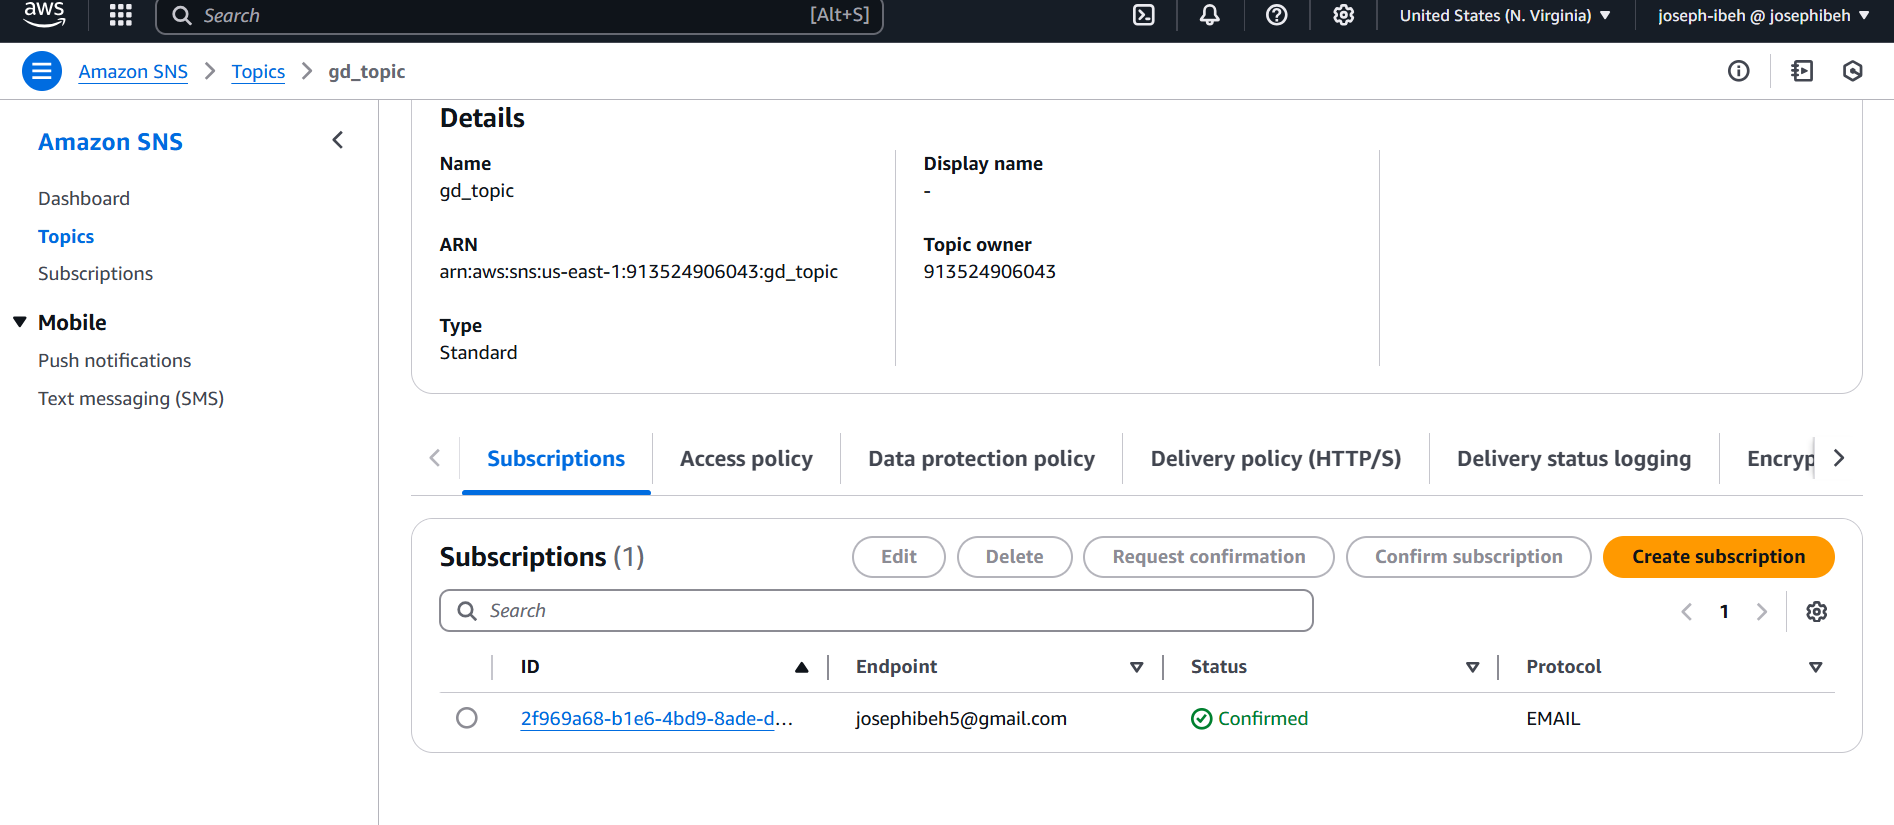 aws
Search [Alt+S] United States (N. Virginia) ▼ joseph-ibeh @ josephibeh ▼
Amazon SNS > Topics > gd_topic
Amazon SNS
Dashboard
Topics
Subscriptions
Mobile
Push notifications
Text messaging (SMS)
Details
Name
gd_topic
ARN
arn:aws:sns:us-east-1:913524906043:gd_topic
Type
Standard
Display name
-
Topic owner
913524906043
Subscriptions Access policy Data protection policy Delivery policy (HTTP/S) Delivery status logging Encryp
Subscriptions (1) Edit Delete Request confirmation Confirm subscription Create subscription
Search 1
ID Endpoint Status Protocol
2f969a68-b1e6-4bd9-8ade-d... josephibeh5@gmail.com Confirmed EMAIL